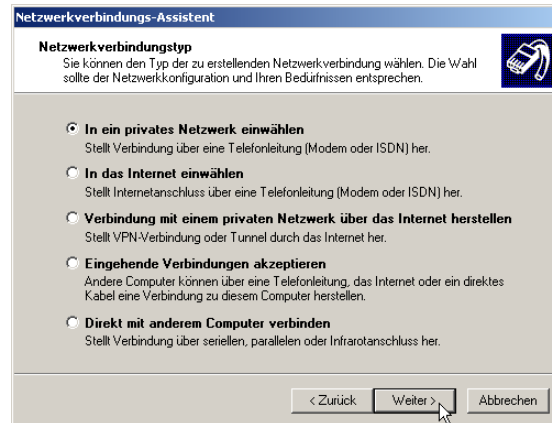 Netzwerkverbindungs-Assistent
Netzwerkverbindungstyp
Sie können den Typ der zu erstellenden Netzwerkverbindung wählen. Die Wahl
sollte der Netzwerkkonfiguration und Ihren Bedürfnissen entsprechen.
In ein privates Netzwerk einwählen
Stellt Verbindung über eine Telefonleitung (Modem oder ISDN) her.
In das Internet einwählen
Stellt Internetanschluss über eine Telefonleitung (Modem oder ISDN) her.
Verbindung mit einem privaten Netzwerk über das Internet herstellen
Stellt VPN-Verbindung oder Tunnel durch das Internet her.
Eingehende Verbindungen akzeptieren
Andere Computer können über eine Telefonleitung, das Internet oder ein direktes
Kabel eine Verbindung zu diesem Computer herstellen.
Direkt mit anderem Computer verbinden
Stellt Verbindung über seriellen, parallelen oder Infrarotanschluss her.
< Zurück Weiter > Abbrechen